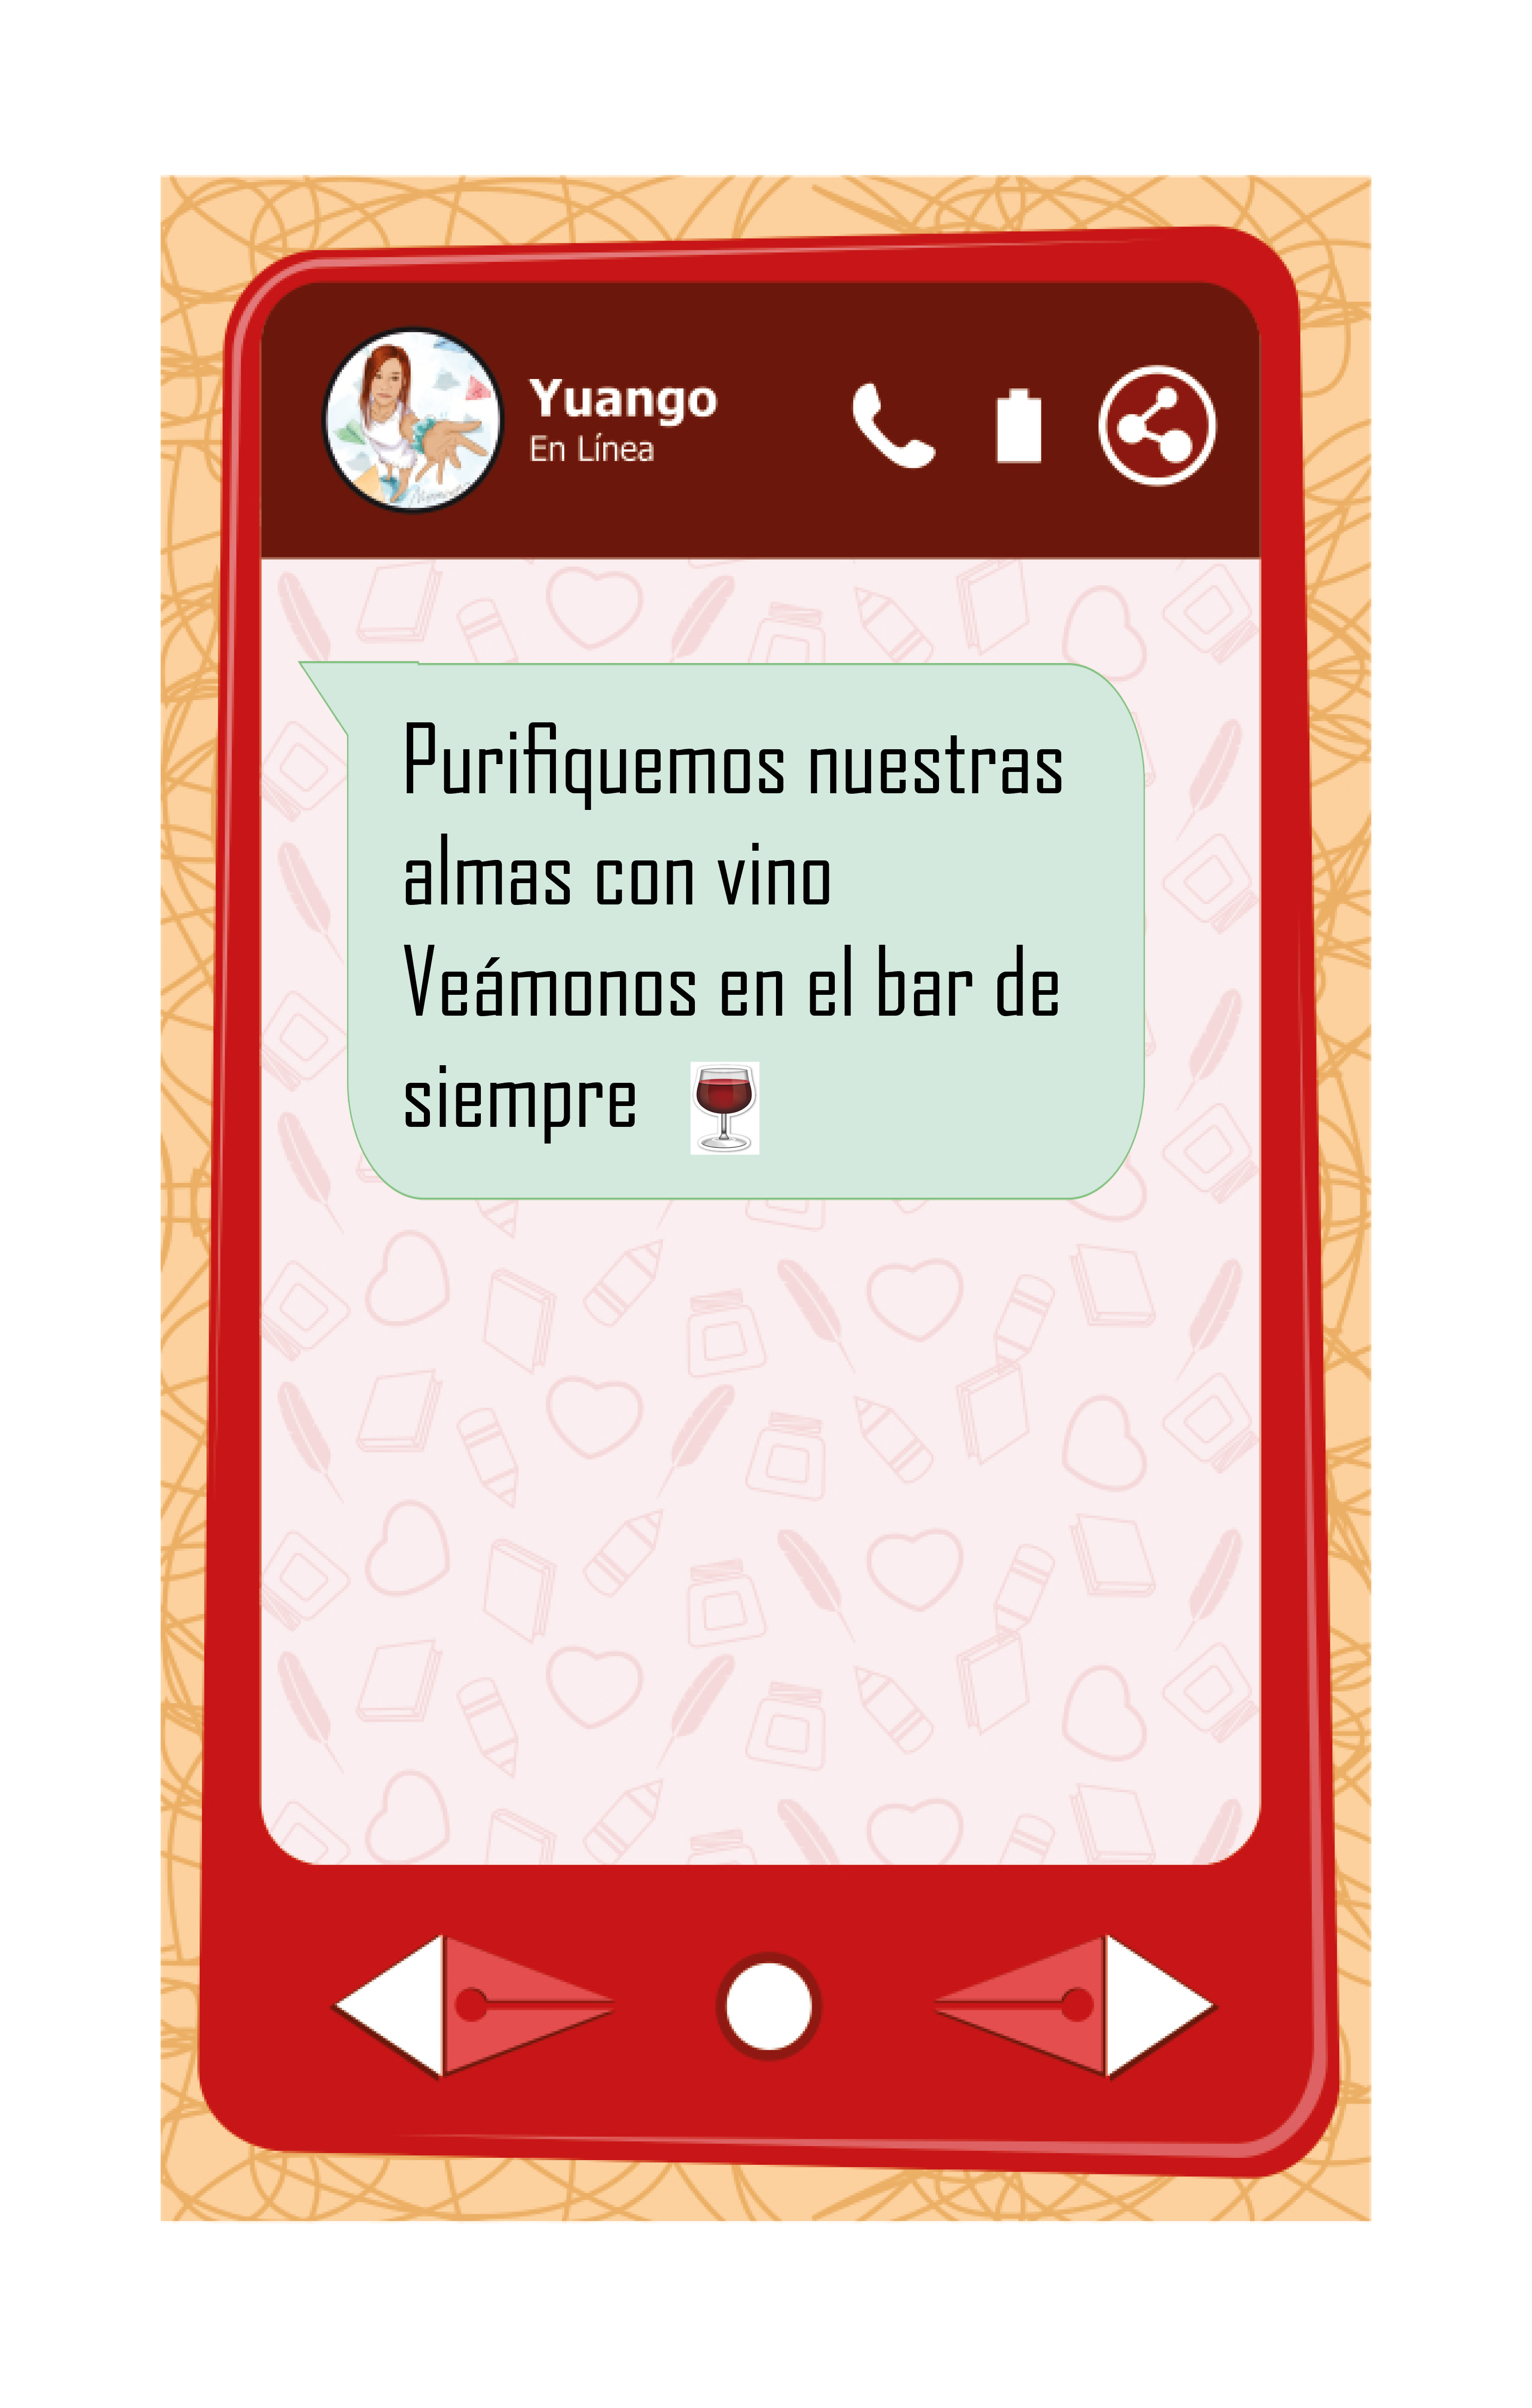 Yuango
En Línea
Purifiquemos nuestras
almas con vino
Veámonos en el bar de
siempre